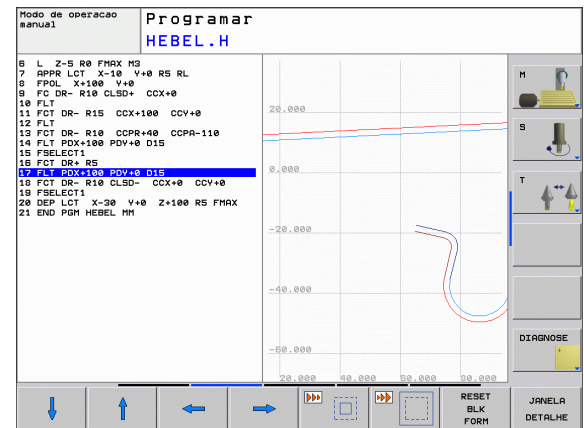 Modo de operacao
manual
Programar
HEBEL.H
6 L Z-5 R0 FMAX M3
7 APPR LCT X-10 Y+0 R5 RL
8 FPOL X+100 Y+0
9 FC DR- R10 CLSD+ CCX+0
10 FLT
11 FCT DR- R15 CCX+100 CCY+0
12 FLT
13 FCT DR- R10 CCPR+40 CCPA-110
14 FLT PDX+100 PDY+0 D15
15 FSELECT1
16 FCT DR+ R5
17 FLT PDX+100 PDY+0 D15
18 FCT DR- R10 CLSD- CCX+0 CCY+0
19 FSELECT1
20 DEP LCT X-30 Y+0 Z+100 R5 FMAX
21 END PGM HEBEL MM
20.000
0.000
-20.000
-40.000
-60.000
20.000 40.000 60.000 80.000
M
S
T
DIAGNOSE
RESET
BLK
FORM
JANELA
DETALHE